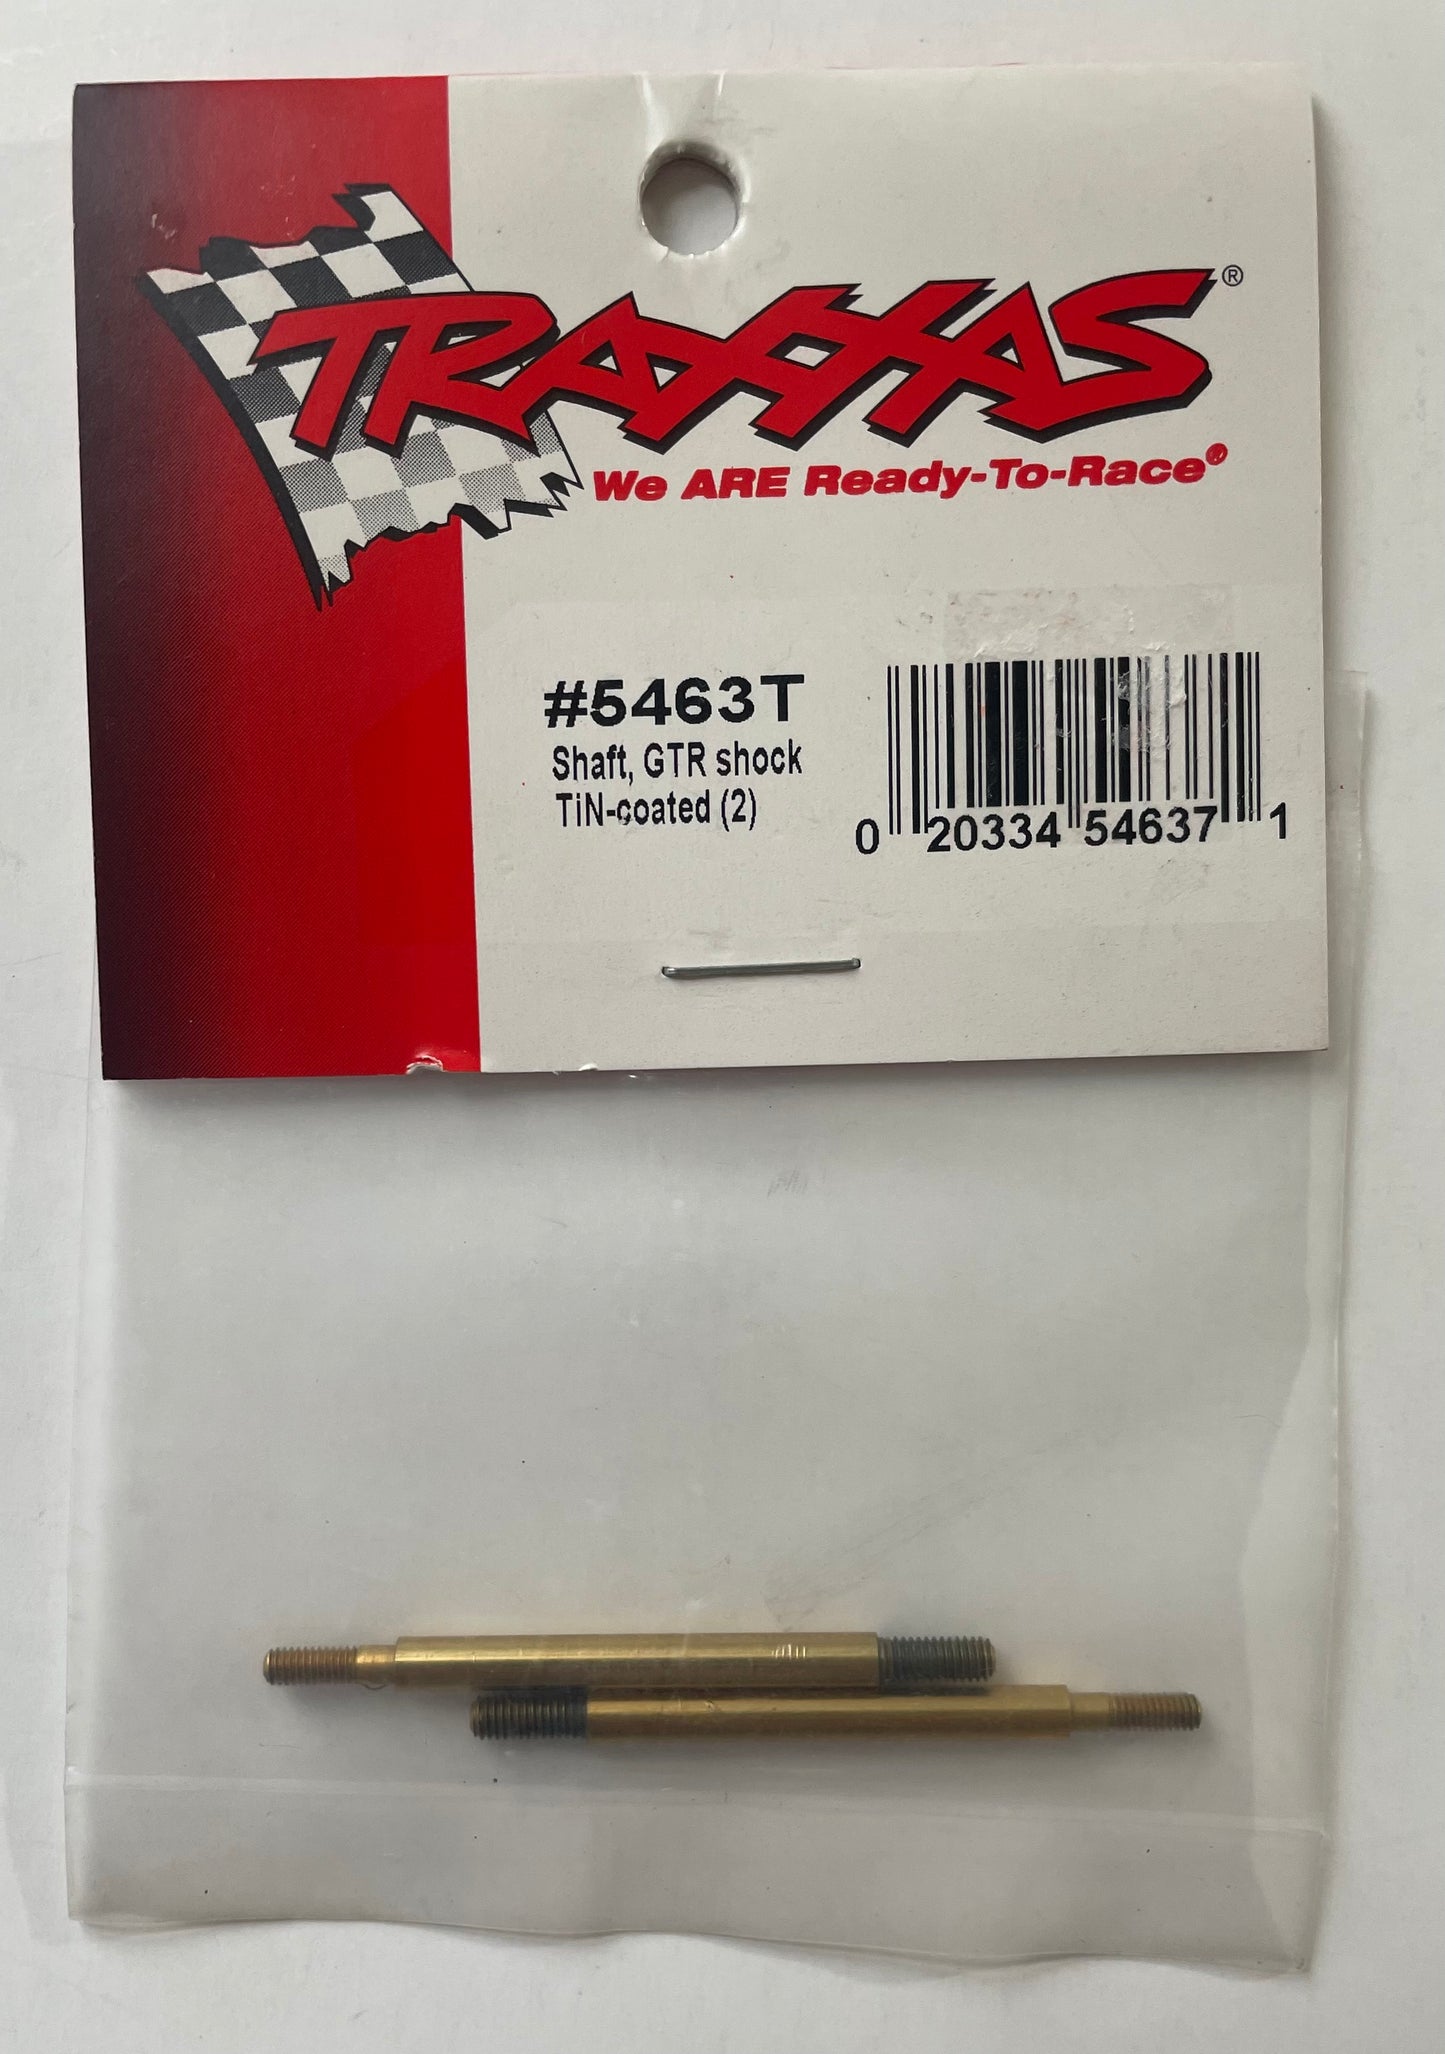 TRAXXAS®
We ARE Ready-To-Race®
#5463T
Shaft, GTR shock
TiN-coated (2)
0 20334 54637 1